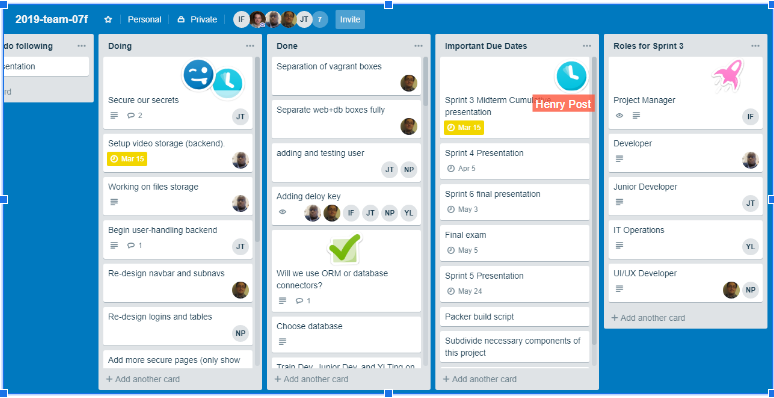 2019-team-07f
Personal
Private
IF
JT
7
Invite
do following
sentation
card
Doing
Secure our secrets
2
JT
Setup video storage (backend)
Mar 15
Working on files storage
Begin user-handling backend
1
JT
Re-design navbar and subnavs
Re-design logins and tables
NP
Add more secure pages (only show
+ Add another card
Done
Separation of vagrant boxes
Separate web+db boxes fully
adding and testing user
JT NP
Adding deloy key
IF JT NP YL
Will we use ORM or database
connectors?
1
Choose database
Train Dev, Junior Dev, and Yi Ting on
+ Add another card
Important Due Dates
Sprint 3 Midterm Cumu
presentation
Henry Post
Mar 15
Sprint 4 Presentation
Apr 5
Sprint 6 final presentation
May 3
Final exam
May 5
Sprint 5 Presentation
May 24
Packer build script
Subdivide necessary components of
this project
+ Add another card
Roles for Sprint 3
Project Manager
IF
Developer
Junior Developer
JT
IT Operations
YL
UI/UX Developer
NP
+ Add another card